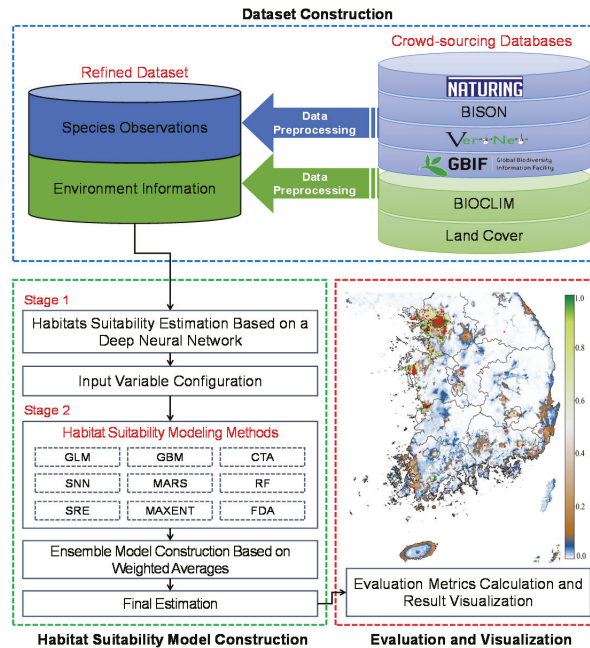 Dataset Construction
Crowd-sourcing Databases
Refined Dataset
NATURING
BISON
VerNet
GBIF Global Biodiversity
Information Facility
BIOCLIM
Land Cover
Data
Preprocessing
Data
Preprocessing
Species Observations
Environment Information
Stage 1
Habitats Suitability Estimation Based on a
Deep Neural Network
Input Variable Configuration
Stage 2
Habitat Suitability Modeling Methods
GLM GBM CTA
SNN MARS RF
SRE MAXENT FDA
Ensemble Model Construction Based on
Weighted Averages
Final Estimation
Habitat Suitability Model Construction
1.0
0.8
0.6
0.4
0.2
0.0
Evaluation Metrics Calculation and
Result Visualization
Evaluation and Visualization